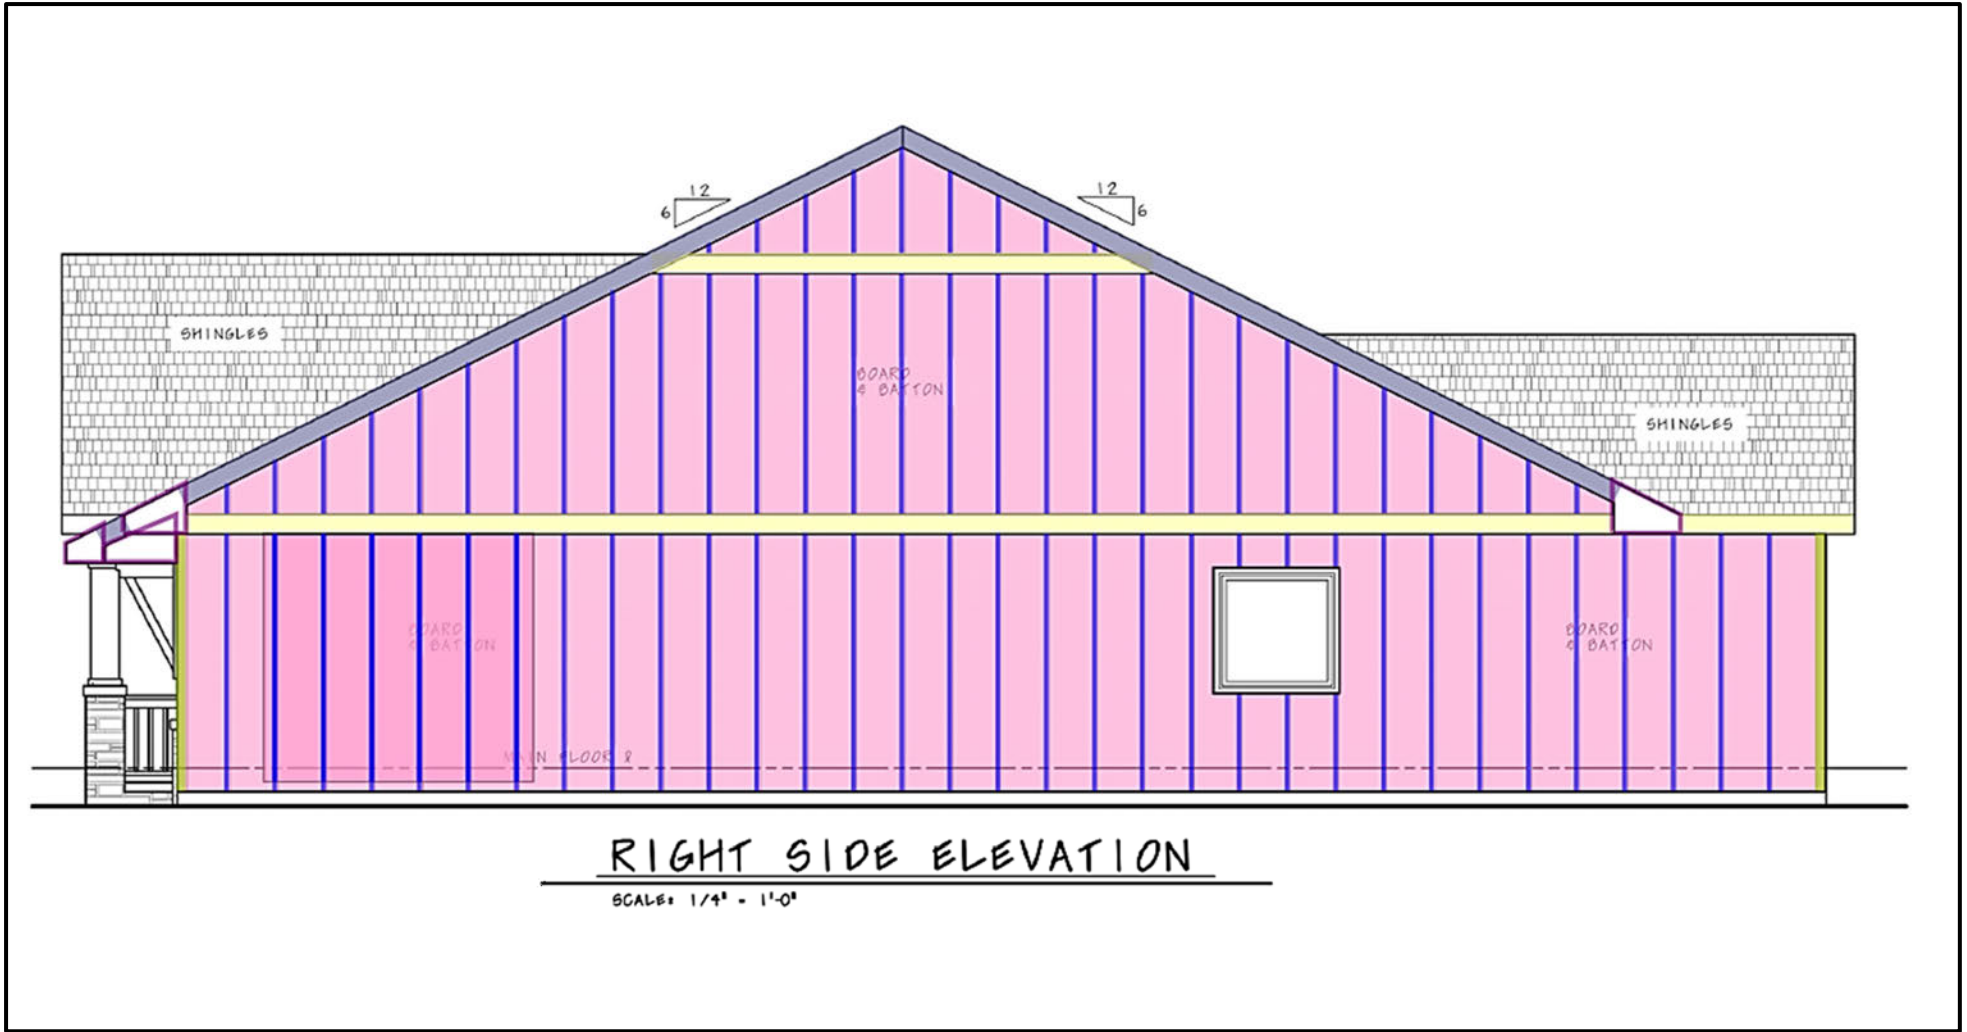 12
6
12
6
SHINGLES
BOARD
& BATTON
SHINGLES
BOARD
& BATTON
BOARD
& BATTON
MAIN FLOOR
RIGHT SIDE ELEVATION
SCALE: 1/4" = 1'-0"